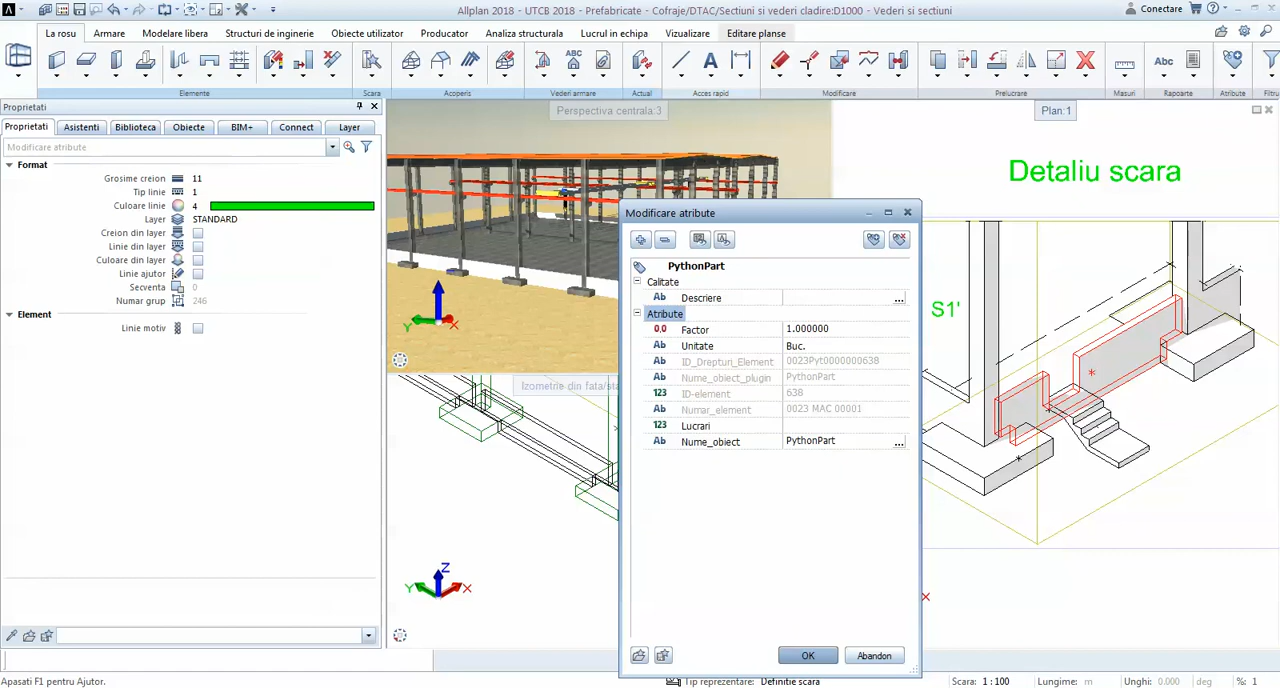 Allplan 2018 - UTCB 2018 - Prefabricate - Cofraje/DTAC/Sectiuni si vederi cladire:D1000 - Vederi si sectiuni
Conectare
La rosu
Armare
Modelare libera
Structuri de inginerie
Obiecte utilizator
Producator
Analiza structurala
Lucrul in echipa
Vizualizare
Editare planse
ABC
A
Abc
Elemente
Scara
Acoperis
Vederi armare
Actual
Acces rapid
Modificare
Prelucrare
Masuri
Rapoarte
Atribute
Filtru
Proprietati
Proprietati
Asistenti
Biblioteca
Obiecte
BIM+
Connect
Layer
Modificare atribute
Format
Grosime creion 11
Tip linie 1
Culoare linie 4
Layer STANDARD
Creion din layer
Linie din layer
Culoare din layer
Linie ajutor
Secventa 0
Numar grup 246
Element
Linie motiv
Perspectiva centrala:3
Y X
Izometrie din fata/sta
Z
Y X
Plan:1
Detaliu scara
S1'
Modificare atribute
PythonPart
Calitate
Ab Descriere ...
Atribute
0,0 Factor 1.000000
Ab Unitate Buc.
Ab ID_Drepturi_Element 0023Pyt0000000638
Ab Nume_object_plugin PythonPart
123 ID-element 638
Ab Numar_element 0023 MAC 00001
123 Lucrari
Ab Nume_object PythonPart ...
OK
Abandon
Apasati F1 pentru Ajutor.
Tip reprezentare: Definitie scara
Scara: 1 : 100
Lungime: m
Unghi: 0.000 deg
%: 1